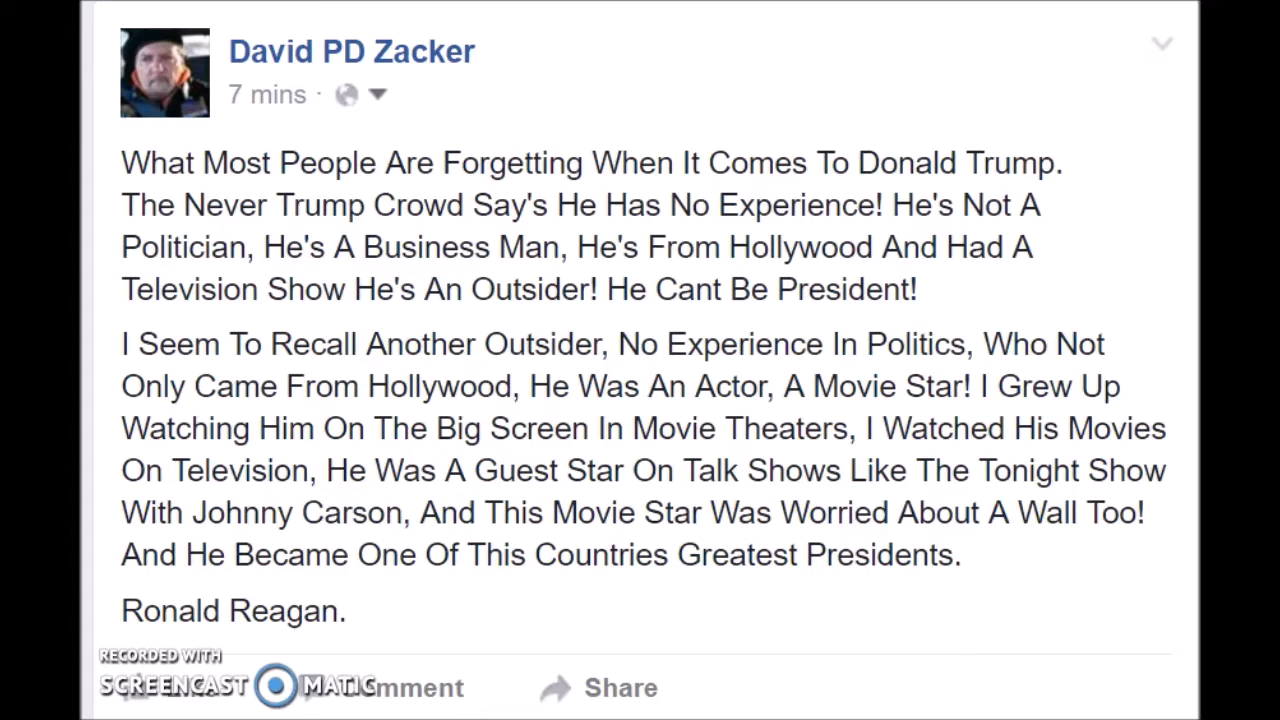 David PD Zacker
7 mins ·
What Most People Are Forgetting When It Comes To Donald Trump.
The Never Trump Crowd Say's He Has No Experience! He's Not A
Politician, He's A Business Man, He's From Hollywood And Had A
Television Show He's An Outsider! He Cant Be President!
I Seem To Recall Another Outsider, No Experience In Politics, Who Not
Only Came From Hollywood, He Was An Actor, A Movie Star! I Grew Up
Watching Him On The Big Screen In Movie Theaters, I Watched His Movies
On Television, He Was A Guest Star On Talk Shows Like The Tonight Show
With Johnny Carson, And This Movie Star Was Worried About A Wall Too!
And He Became One Of This Countries Greatest Presidents.
Ronald Reagan.
RECORDED WITH
SCREENCAST MATIC
Comment Share